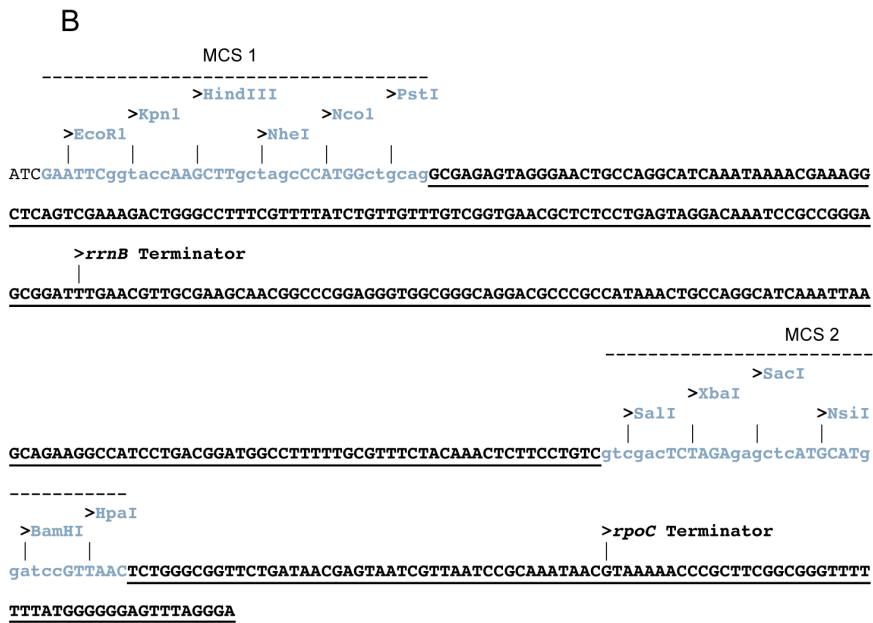 B
MCS 1
>HindIII >PstI
>Kpn1 >Nco1
>EcoR1 >NheI
ATCGAATTCggtaccAAGCTTgctagcCCATGGctgcagGCGAGAGTAGGGAACTGCCAGGCATCAAATAAAACGAAAGG
CTCAGTCGAAAGACTGGGCCTTTCGTTTTATCTGTTGTTTGTCGGTGAACGCTCTCCTGAGTAGGACAAATCCGCCGGGA
>rrnB Terminator
GCGGATTTGAACGTTGCGAAGCAACGGCCCGGAGGGTGGCGGGCAGGACGCCCGCCATAAACTGCCAGGCATCAAATTAA
MCS 2
>SacI
>XbaI
>SalI >NsiI
GCAGAAGGCCATCCTGACGGATGGCCTTTTTGCGTTTCTACAAACTCTTCCTGTCgtcgacTCTAGAgagctcATGCATg
>HpaI
>BamHI >rpoC Terminator
gatccGTTAACTCTGGGCGGTTCTGATAACGAGTAATCGTTAATCCGCAAATAACGTAAAAACCCGCTTCGGCGGGTTTT
TTTATGGGGGGAGTTTAGGGA